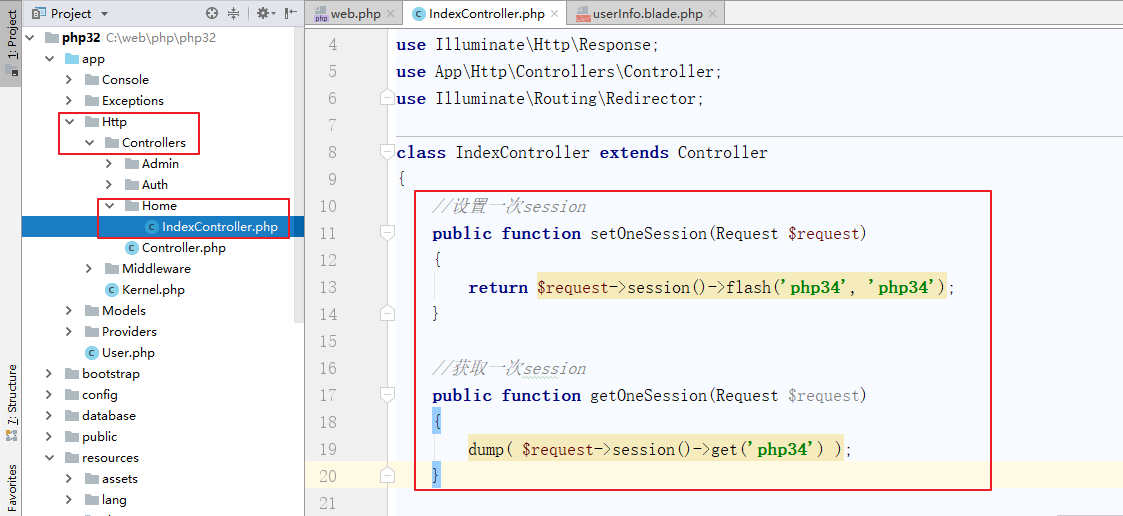 1: Project
7: Structure
Favorites
Project
php32 C:\web\php\php32
app
Console
Exceptions
Http
Controllers
Admin
Auth
Home
IndexController.php
Controller.php
Middleware
Kernel.php
Models
Providers
User.php
bootstrap
config
database
public
resources
assets
lang
web.php
IndexController.php
userInfo.blade.php
4 use Illuminate\Http\Response;
5 use App\Http\Controllers\Controller;
6 use Illuminate\Routing\Redirector;
7
8 class IndexController extends Controller
9 {
10 //设置一次session
11 public function setOneSession(Request $request)
12 {
13 return $request->session()->flash('php34', 'php34');
14 }
15
16 //获取一次session
17 public function getOneSession(Request $request)
18 {
19 dump( $request->session()->get('php34') );
20 }
21